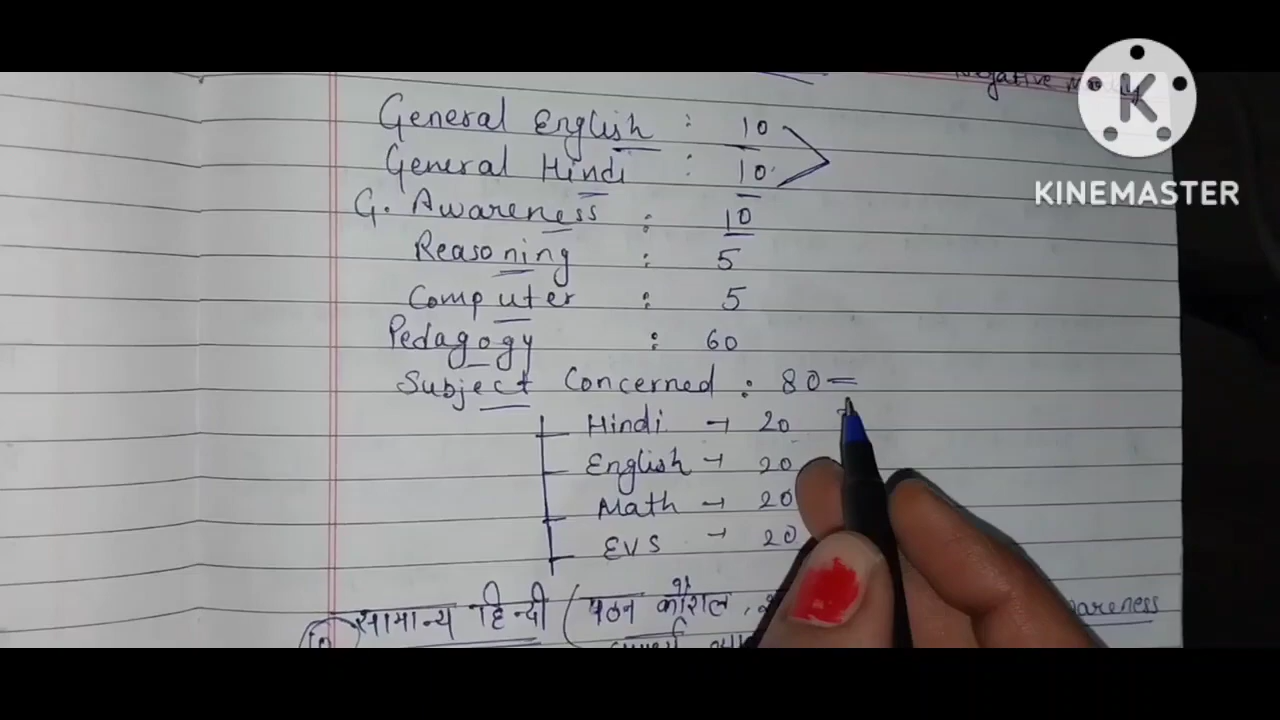 Negative
General English : 10
General Hindi : 10
G. Awareness : 10
Reasoning : 5
Computer : 5
Pedagogy : 60
Subject Concerned : 80 =
Hindi → 20
English → 20
Math → 20
EVS → 20
सामान्य हिन्दी ( पठन कौशल ,
KINEMASTER